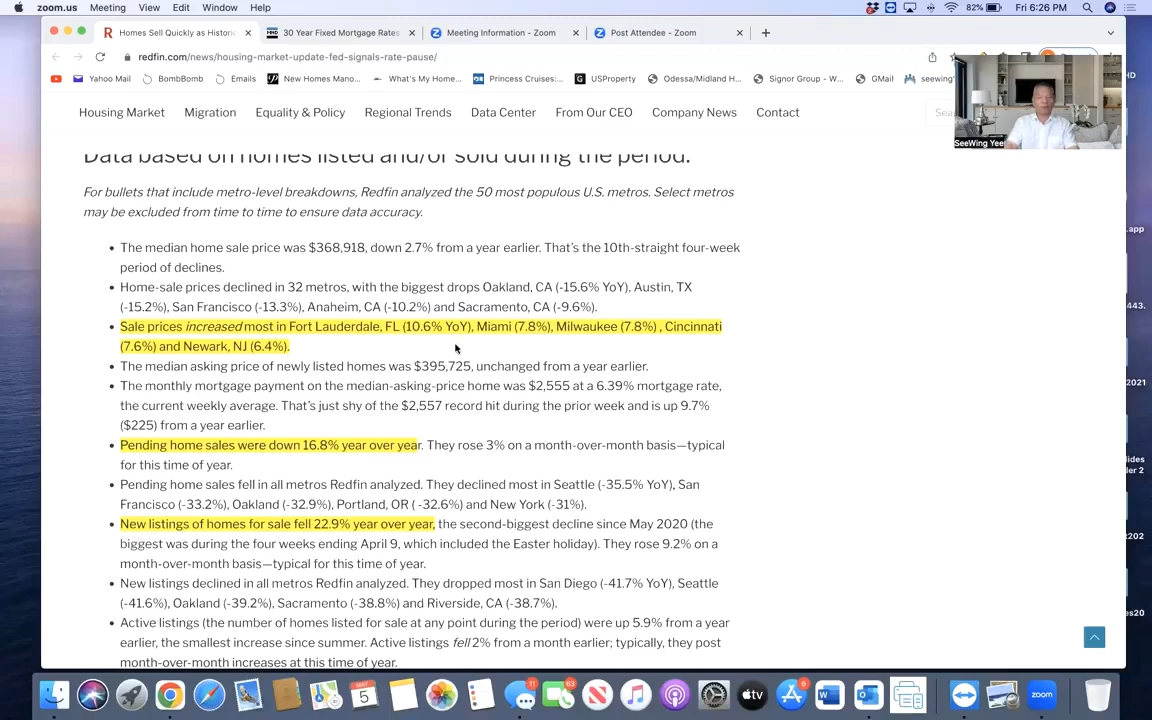 zoom.us Meeting View Edit Window Help 82% Fri 6:26 PM
Homes Sell Quickly as Historic 30 Year Fixed Mortgage Rates Meeting Information - Zoom Post Attendee - Zoom
redfin.com/news/housing-market-update-fed-signals-rate-pause/
Yahoo Mail BombBomb Emails New Homes Mano... What's My Home... Princess Cruises:... USProperty Odessa/Midland H... Signor Group - W... GMail seewing'
Housing Market Migration Equality & Policy Regional Trends Data Center From Our CEO Company News Contact Sea
SeeWing Yee
Data based on homes listed and/or sold during the period.
For bullets that include metro-level breakdowns, Redfin analyzed the 50 most populous U.S. metros. Select metros
may be excluded from time to time to ensure data accuracy.
• The median home sale price was $368,918, down 2.7% from a year earlier. That's the 10th-straight four-week
period of declines.
• Home-sale prices declined in 32 metros, with the biggest drops Oakland, CA (-15.6% YoY), Austin, TX
(-15.2%), San Francisco (-13.3%), Anaheim, CA (-10.2%) and Sacramento, CA (-9.6%).
• Sale prices increased most in Fort Lauderdale, FL (10.6% YoY), Miami (7.8%), Milwaukee (7.8%) , Cincinnati
(7.6%) and Newark, NJ (6.4%).
• The median asking price of newly listed homes was $395,725, unchanged from a year earlier.
• The monthly mortgage payment on the median-asking-price home was $2,555 at a 6.39% mortgage rate,
the current weekly average. That's just shy of the $2,557 record hit during the prior week and is up 9.7%
($225) from a year earlier.
• Pending home sales were down 16.8% year over year. They rose 3% on a month-over-month basis—typical
for this time of year.
• Pending home sales fell in all metros Redfin analyzed. They declined most in Seattle (-35.5% YoY), San
Francisco (-33.2%), Oakland (-32.9%), Portland, OR ( -32.6%) and New York (-31%).
• New listings of homes for sale fell 22.9% year over year, the second-biggest decline since May 2020 (the
biggest was during the four weeks ending April 9, which included the Easter holiday). They rose 9.2% on a
month-over-month basis—typical for this time of year.
• New listings declined in all metros Redfin analyzed. They dropped most in San Diego (-41.7% YoY), Seattle
(-41.6%), Oakland (-39.2%), Sacramento (-38.8%) and Riverside, CA (-38.7%).
• Active listings (the number of homes listed for sale at any point during the period) were up 5.9% from a year
earlier, the smallest increase since summer. Active listings fell 2% from a month earlier; typically, they post
month-over-month increases at this time of year.
HD
.app
443.
2021
lides
er 2
202
es20
MAY
5
11
63
6
tv
W
zoom